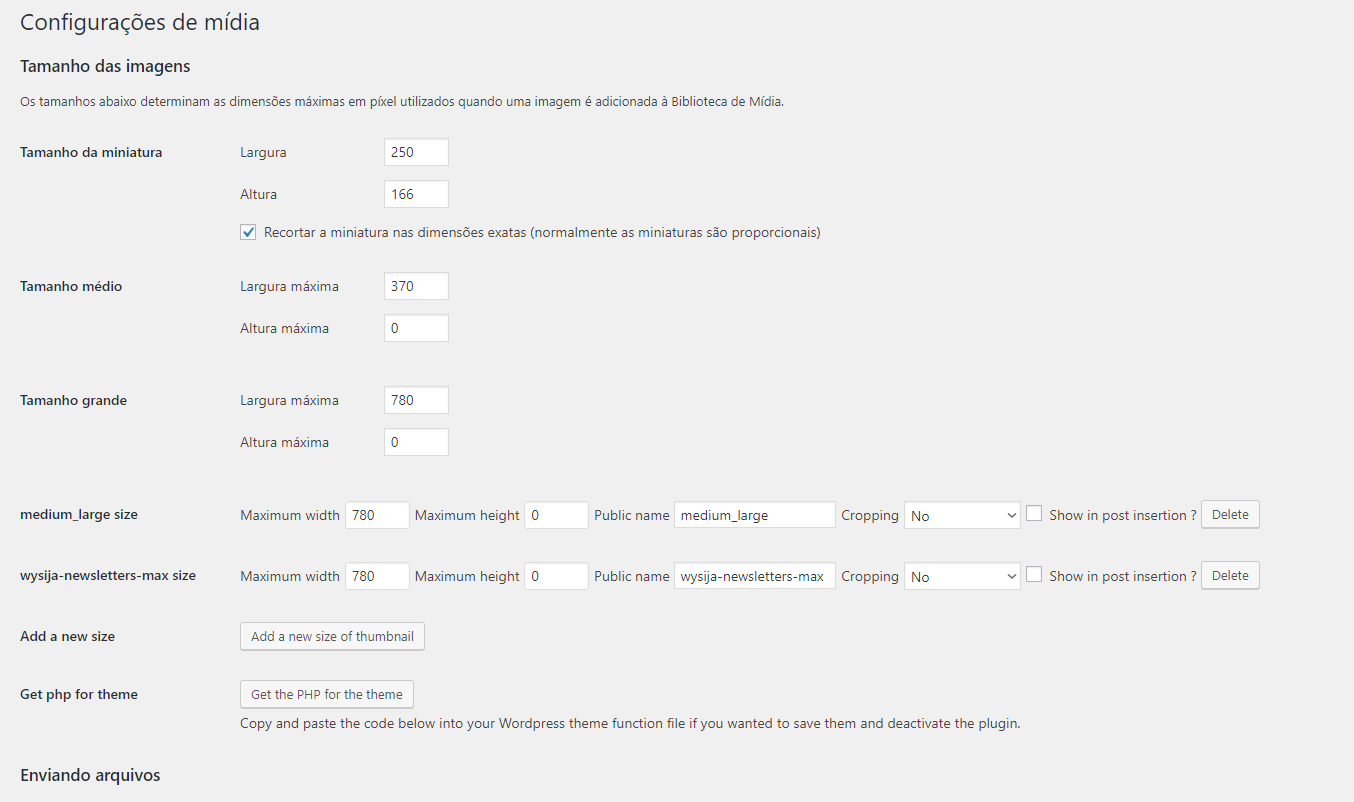 Configurações de mídia
Tamanho das imagens
Os tamanhos abaixo determinam as dimensões máximas em píxel utilizados quando uma imagem é adicionada à Biblioteca de Mídia.
Tamanho da miniatura Largura 250
Altura 166
Recortar a miniatura nas dimensões exatas (normalmente as miniaturas são proporcionais)
Tamanho médio Largura máxima 370
Altura máxima 0
Tamanho grande Largura máxima 780
Altura máxima 0
medium_large size Maximum width 780 Maximum height 0 Public name medium_large Cropping No Show in post insertion ? Delete
wysija-newsletters-max size Maximum width 780 Maximum height 0 Public name wysija-newsletters-max Cropping No Show in post insertion ? Delete
Add a new size Add a new size of thumbnail
Get php for theme Get the PHP for the theme
Copy and paste the code below into your Wordpress theme function file if you wanted to save them and deactivate the plugin.
Enviando arquivos